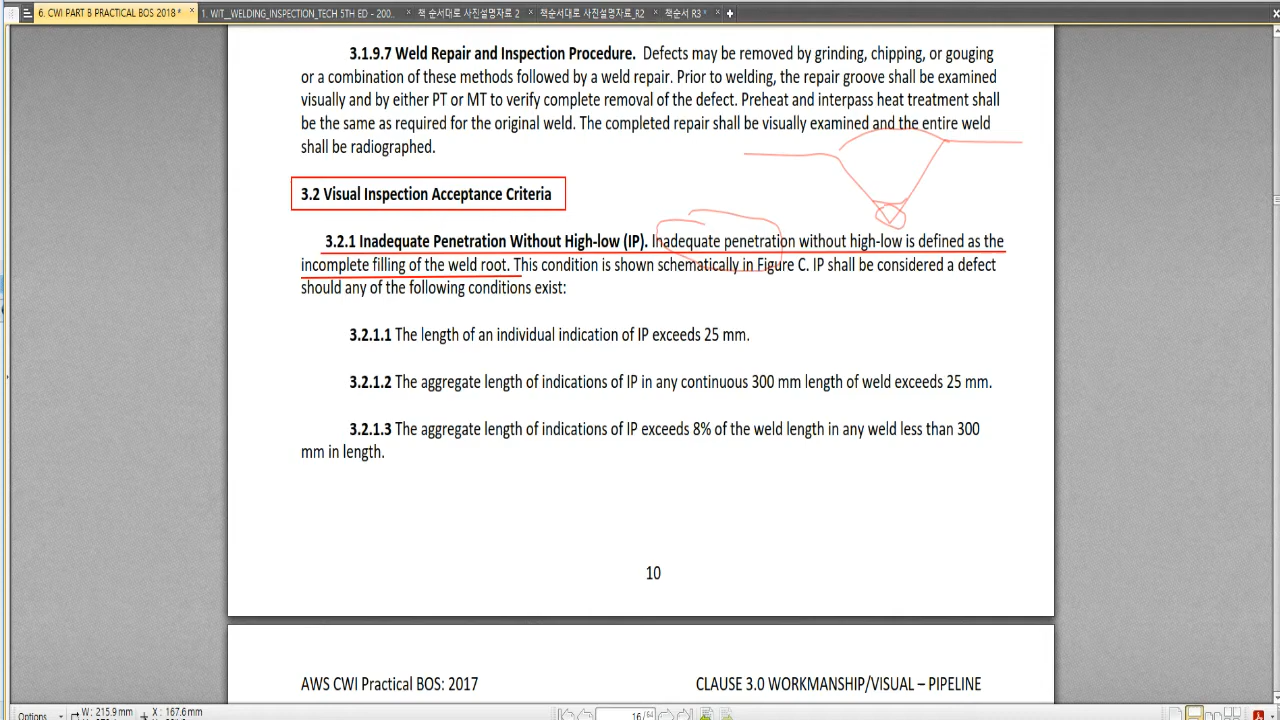 6. CWI PART B PRACTICAL BOS 2018 * × 1. WIT_WELDING_INSPECTION_TECH 5TH ED - 200... × 책 순서대로 사진설명자료 2 × 책순서대로 사진설명자료_R2 × 책순서 R3 * ×
3.1.9.7 Weld Repair and Inspection Procedure. Defects may be removed by grinding, chipping, or gouging
or a combination of these methods followed by a weld repair. Prior to welding, the repair groove shall be examined
visually and by either PT or MT to verify complete removal of the defect. Preheat and interpass heat treatment shall
be the same as required for the original weld. The completed repair shall be visually examined and the entire weld
shall be radiographed.
3.2 Visual Inspection Acceptance Criteria
3.2.1 Inadequate Penetration Without High-low (IP). Inadequate penetration without high-low is defined as the
incomplete filling of the weld root. This condition is shown schematically in Figure C. IP shall be considered a defect
should any of the following conditions exist:
3.2.1.1 The length of an individual indication of IP exceeds 25 mm.
3.2.1.2 The aggregate length of indications of IP in any continuous 300 mm length of weld exceeds 25 mm.
3.2.1.3 The aggregate length of indications of IP exceeds 8% of the weld length in any weld less than 300
mm in length.
10
AWS CWI Practical BOS: 2017 CLAUSE 3.0 WORKMANSHIP/VISUAL – PIPELINE
Options W: 215.9 mm X: 167.6 mm 16/64